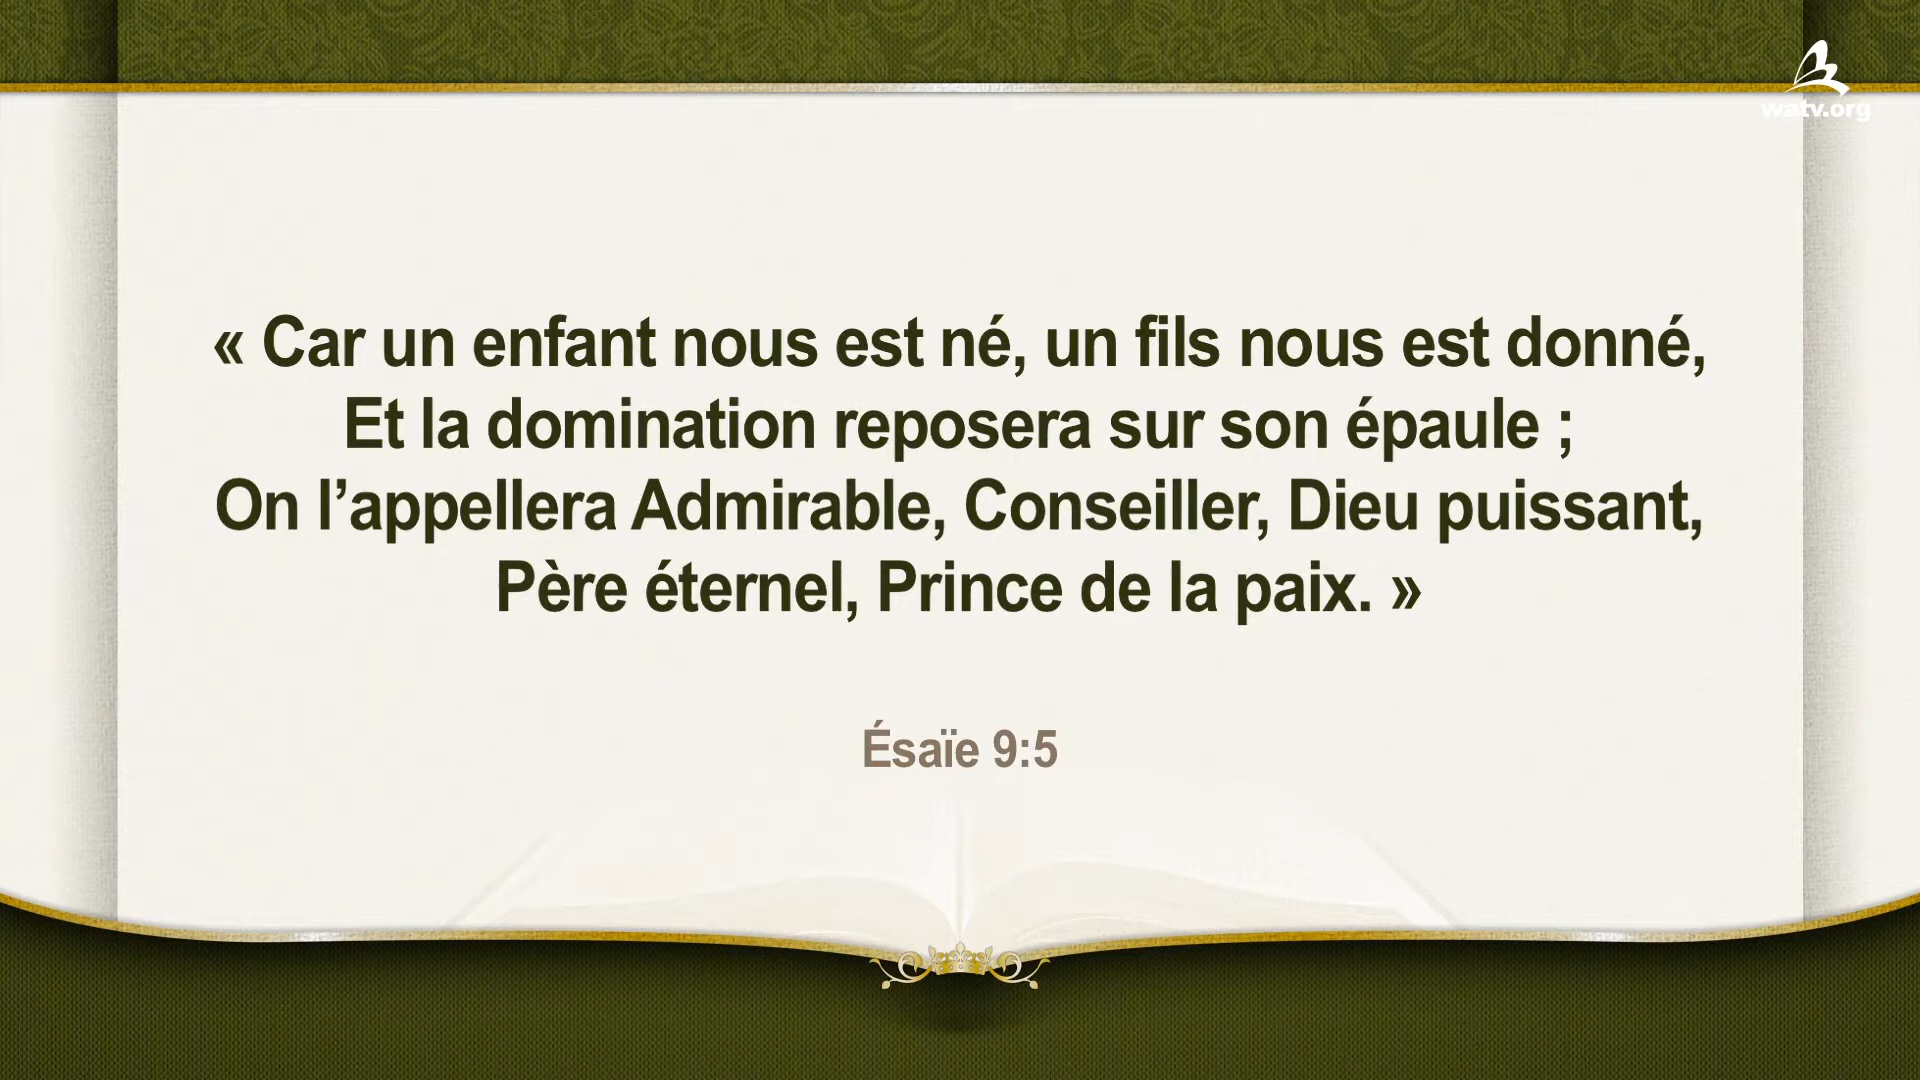 watv.org
« Car un enfant nous est né, un fils nous est donné,
Et la domination reposera sur son épaule ;
On l’appellera Admirable, Conseiller, Dieu puissant,
Père éternel, Prince de la paix. »
Ésaïe 9:5